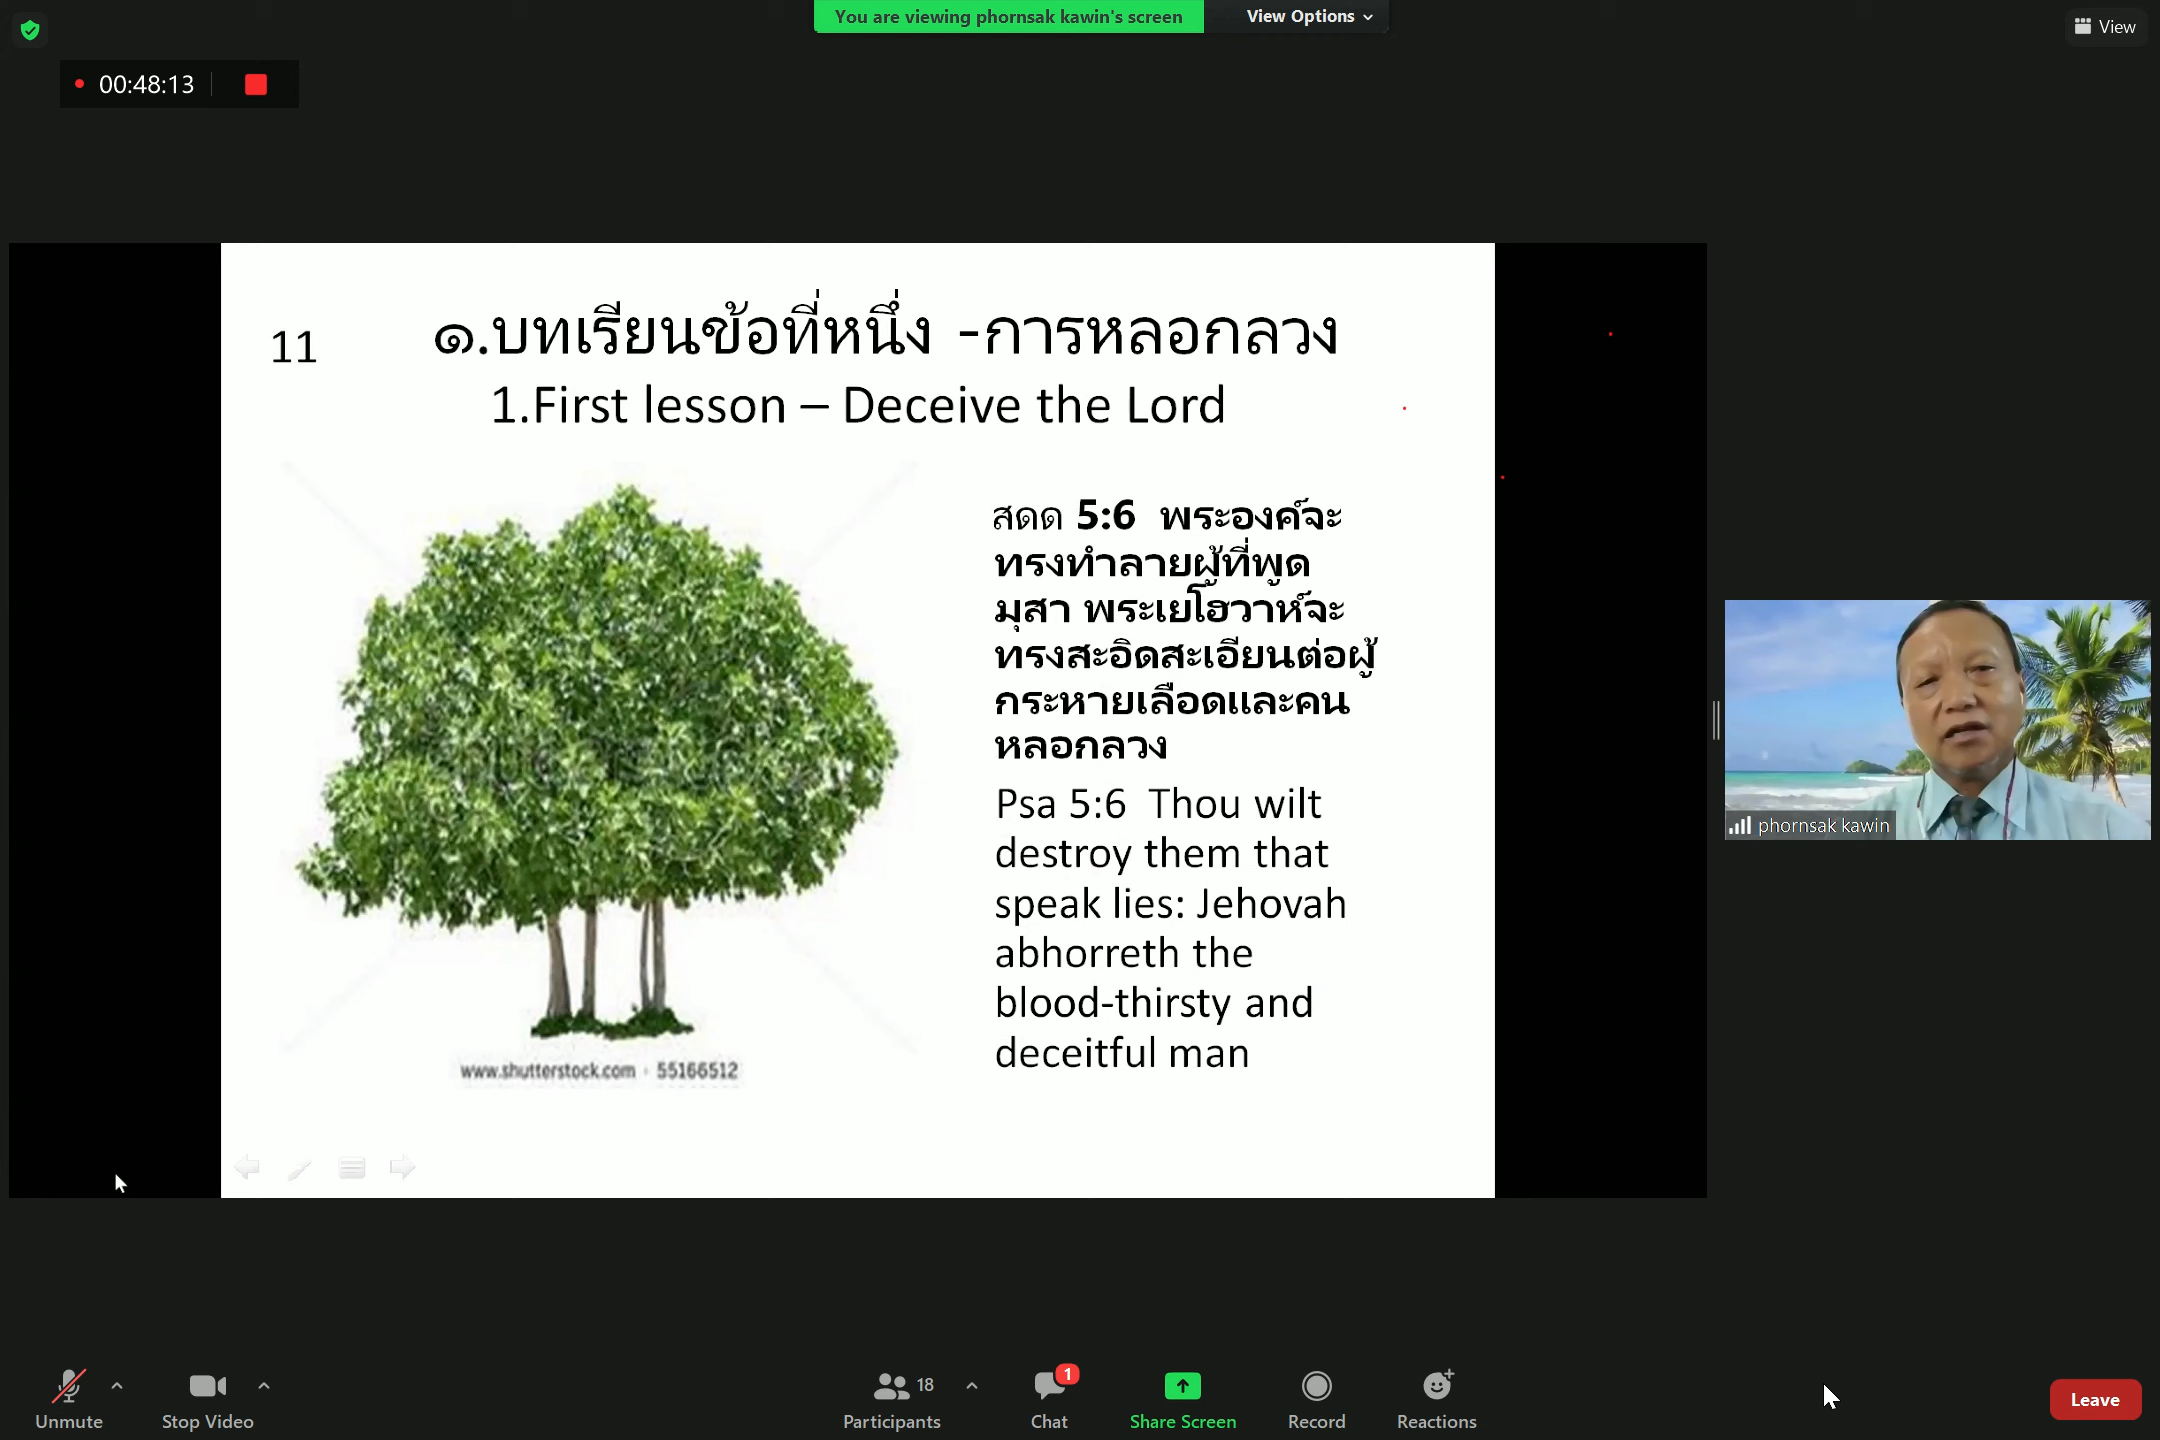 You are viewing phornsak kawin's screen
View Options
View
00:48:13
11
๑.บทเรียนข้อที่หนึ่ง -การหลอกลวง
1.First lesson – Deceive the Lord
สดด 5:6 พระองค์จะ
ทรงทำลายผู้ที่พูด
มุสา พระเยโฮวาห์จะ
ทรงสะอิดสะเอียนต่อผู้
กระหายเลือดและคน
หลอกลวง
Psa 5:6 Thou wilt
destroy them that
speak lies: Jehovah
abhorreth the
blood-thirsty and
deceitful man
www.shutterstock.com · 55166512
phornsak kawin
Unmute
Stop Video
18
Participants
1
Chat
Share Screen
Record
Reactions
Leave